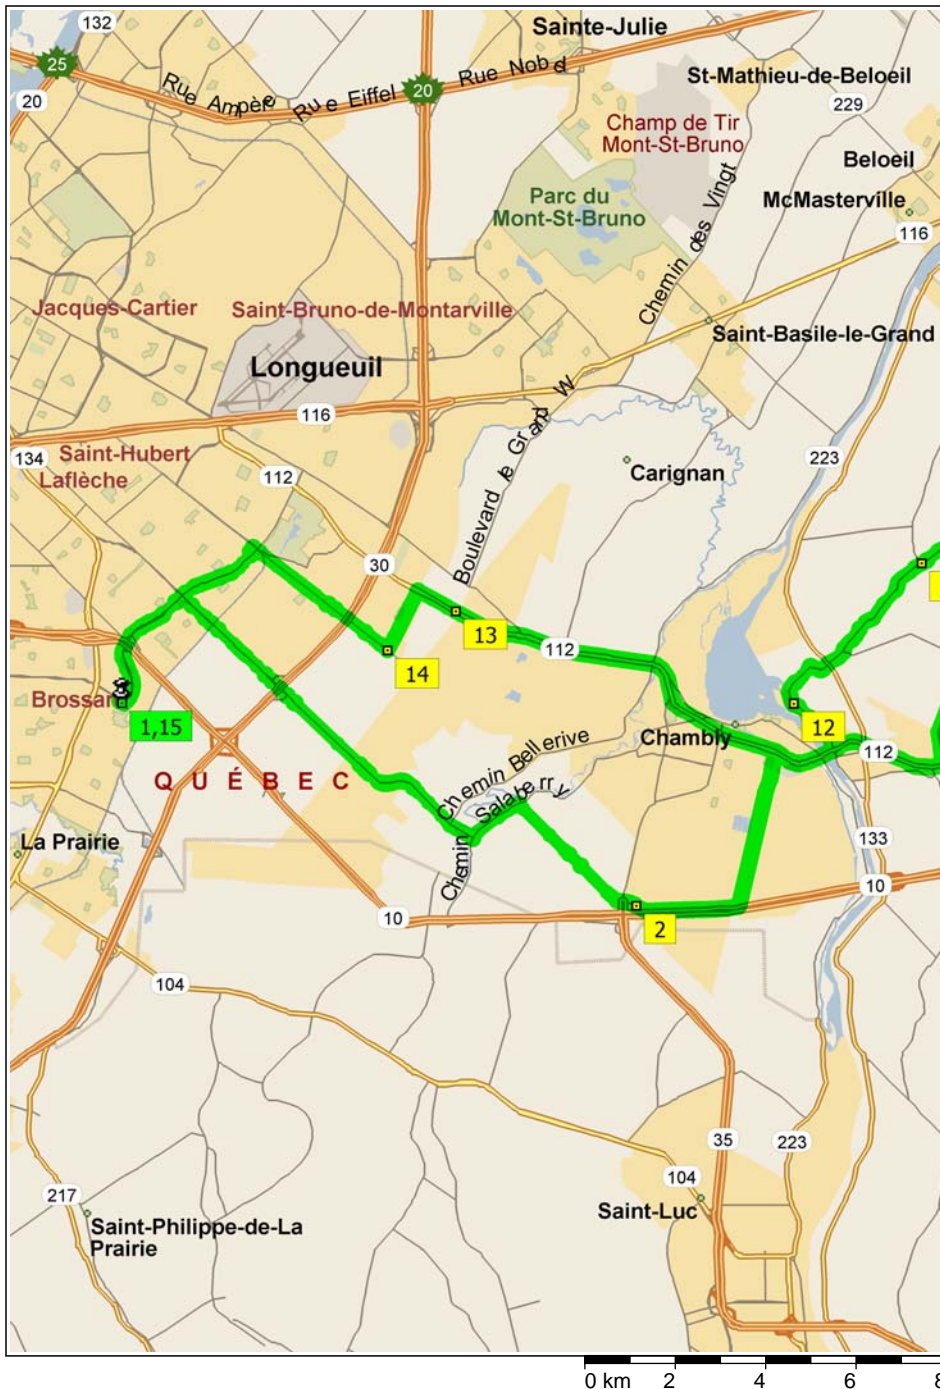 132
Sainte-Julie
25
Rue Ampère
Rue Eiffel
20
Rue Nobel
St-Mathieu-de-Beloeil
20
229
Champ de Tir
Mont-St-Bruno
Beloeil
Parc du
Mont-St-Bruno
McMasterville
116
Chemin des Vingt
Jacques-Cartier
Saint-Bruno-de-Montarville
Saint-Basile-le-Grand
Longueuil
116
134
Saint-Hubert
Laflèche
112
223
Carignan
Boulevard le Grand W
30
13
112
14
Brossar
1,15
12
Chambly
112
QUÉBEC
Chemin Bellerive
Chemin Salaberry
La Prairie
133
10
10
2
104
35
223
104
217
Saint-Luc
Saint-Philippe-de-La
Prairie
0 km 2 4 6 8